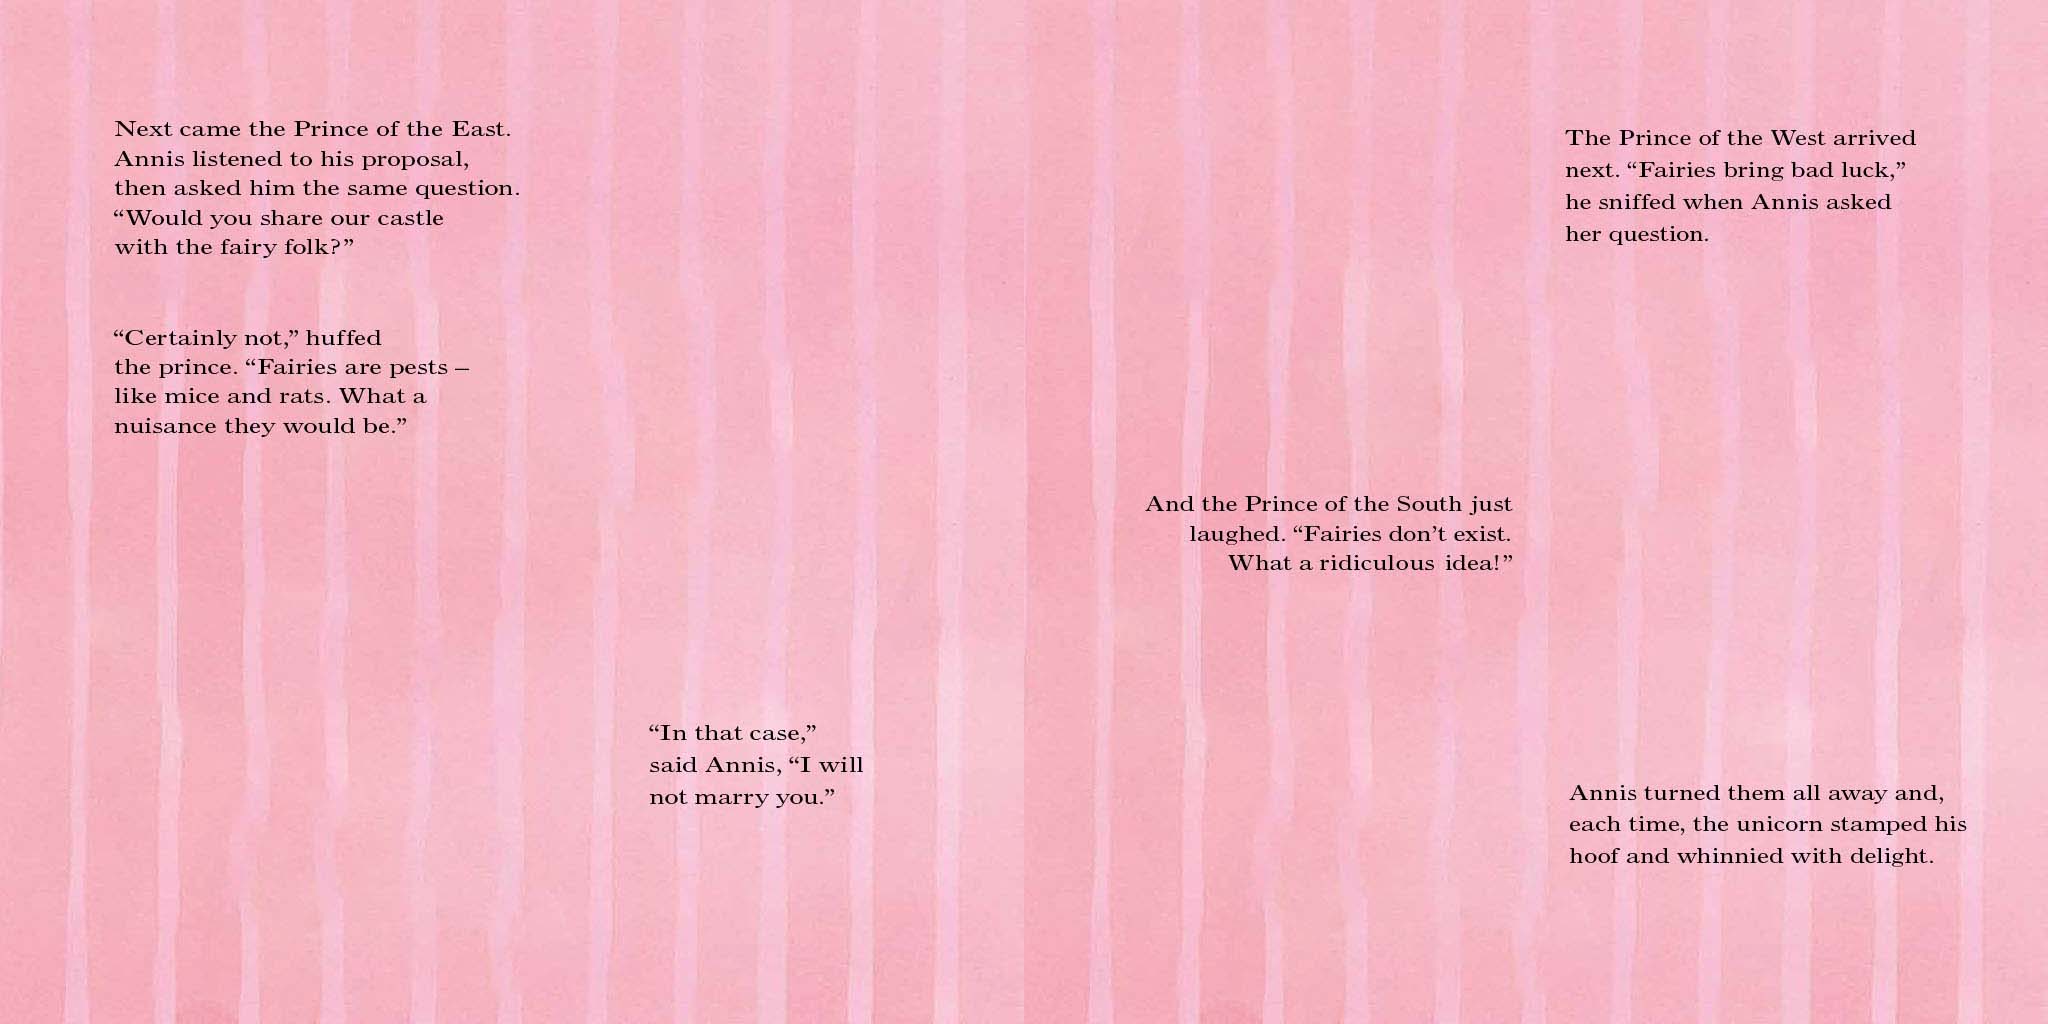 Next came the Prince of the East.
Annis listened to his proposal,
then asked him the same question.
“Would you share our castle
with the fairy folk?”
“Certainly not,” huffed
the prince. “Fairies are pests –
like mice and rats. What a
nuisance they would be.”
“In that case,”
said Annis, “I will
not marry you.”
The Prince of the West arrived
next. “Fairies bring bad luck,”
he sniffed when Annis asked
her question.
And the Prince of the South just
laughed. “Fairies don’t exist.
What a ridiculous idea!”
Annis turned them all away and,
each time, the unicorn stamped his
hoof and whinnied with delight.